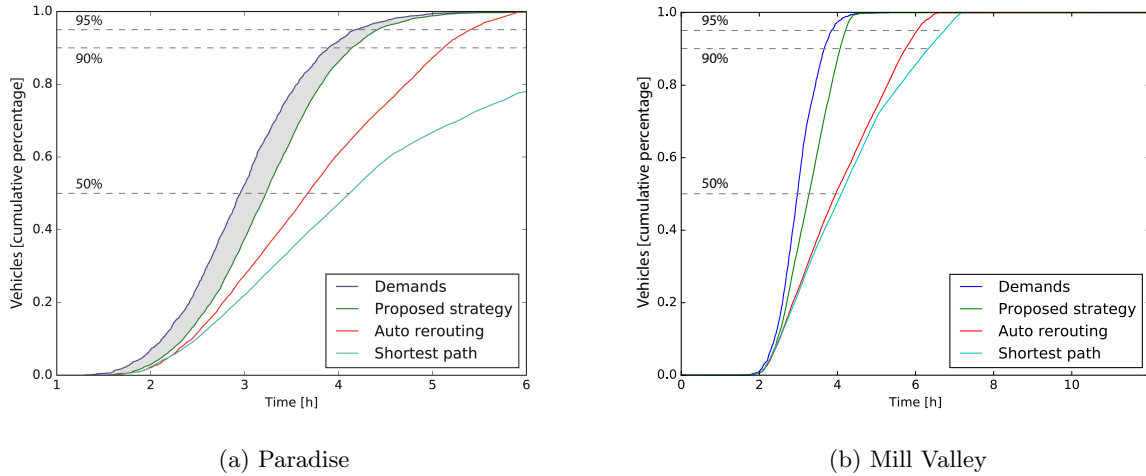 1.0
0.8
0.6
0.4
0.2
0.0
Vehicles [cumulative percentage]
95%
90%
50%
Demands
Proposed strategy
Auto rerouting
Shortest path
1 2 3 4 5 6
Time [h]
(a) Paradise
1.0
0.8
0.6
0.4
0.2
0.0
Vehicles [cumulative percentage]
95%
90%
50%
Demands
Proposed strategy
Auto rerouting
Shortest path
0 2 4 6 8 10
Time [h]
(b) Mill Valley